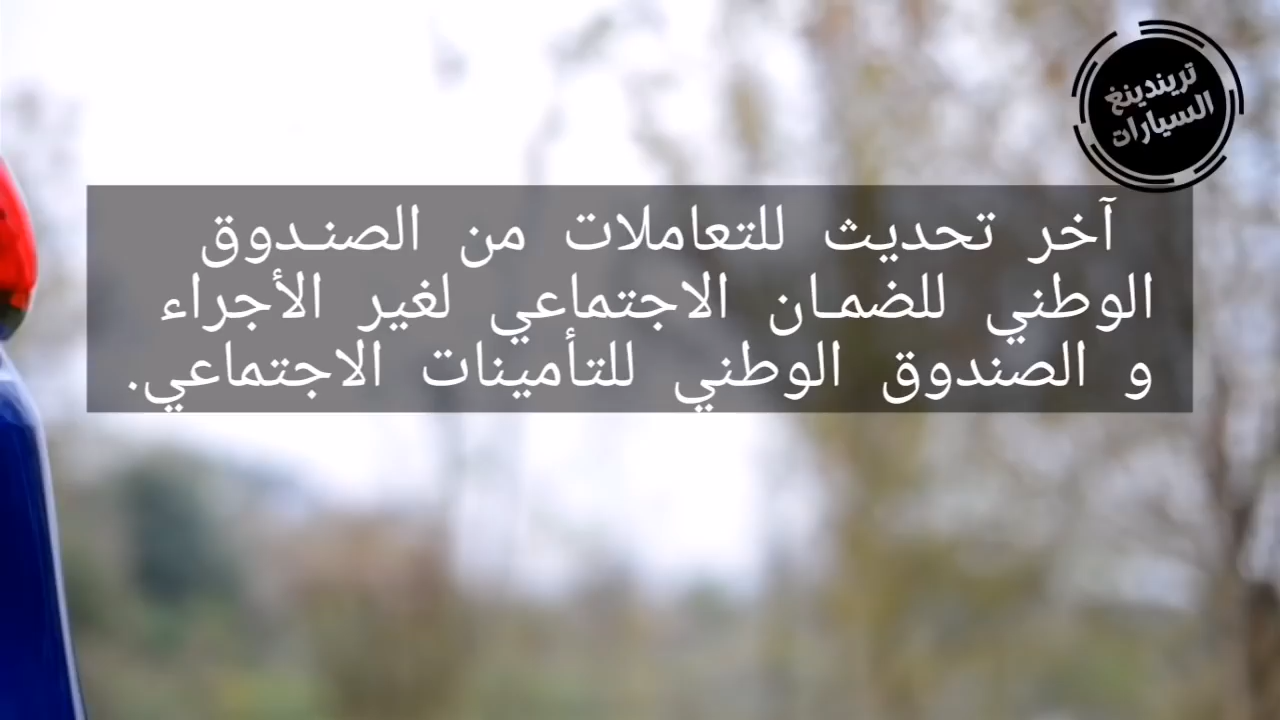 تريندينغ
السيارات
آخر تحديث للتعاملات من الصندوق
الوطني للضمان الاجتماعي لغير الأجراء
و الصندوق الوطني للتأمينات الاجتماعي.